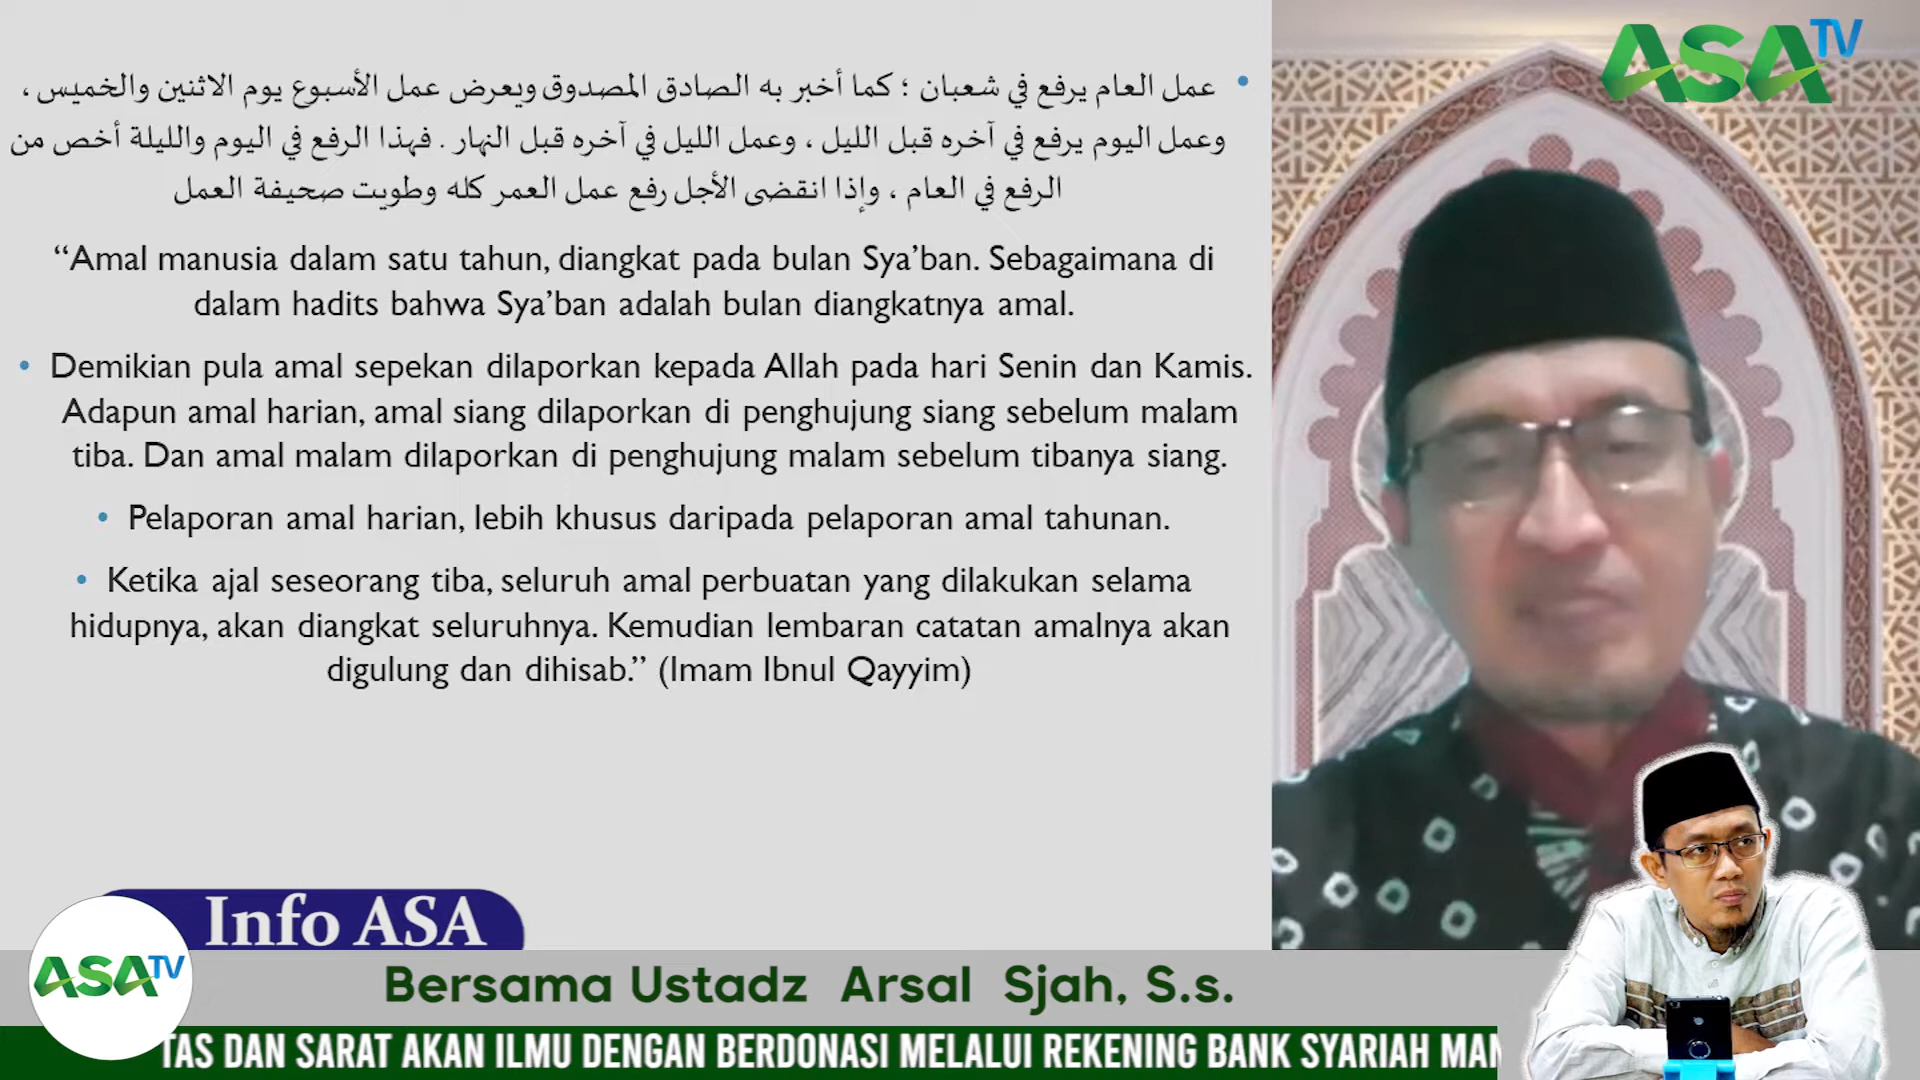 ASA TV
• عمل العام يرفع في شعبان ؛ كما أخبر به الصادق المصدوق ويعرض عمل الأسبوع يوم الاثنين والخميس ،
وعمل اليوم يرفع في آخره قبل الليل ، وعمل الليل في آخره قبل النهار . فهذا الرفع في اليوم والليلة أخص من
الرفع في العام ، وإذا انقضى الأجل رفع عمل العمر كله وطويت صحيفة العمل
“Amal manusia dalam satu tahun, diangkat pada bulan Sya’ban. Sebagaimana di
dalam hadits bahwa Sya’ban adalah bulan diangkatnya amal.
• Demikian pula amal sepekan dilaporkan kepada Allah pada hari Senin dan Kamis.
Adapun amal harian, amal siang dilaporkan di penghujung siang sebelum malam
tiba. Dan amal malam dilaporkan di penghujung malam sebelum tibanya siang.
• Pelaporan amal harian, lebih khusus daripada pelaporan amal tahunan.
• Ketika ajal seseorang tiba, seluruh amal perbuatan yang dilakukan selama
hidupnya, akan diangkat seluruhnya. Kemudian lembaran catatan amalnya akan
digulung dan dihisab.” (Imam Ibnul Qayyim)
Info ASA
ASA TV
Bersama Ustadz Arsal Sjah, S.s.
TAS DAN SARAT AKAN ILMU DENGAN BERDONASI MELALUI REKENING BANK SYARIAH MAN